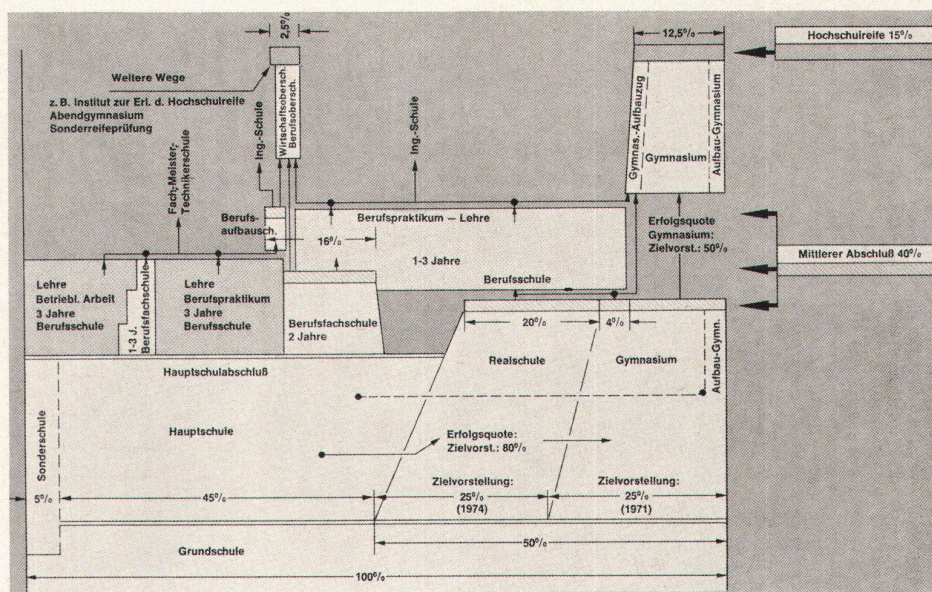 2,5%
12,5%
Hochschulreife 15%
Weitere Wege
z. B. Institut zur Erl. d. Hochschulreife
Abendgymnasium
Sonderreifeprüfung
Fach-, Meister-,
Technikerschule
Ing.-Schule
Wirtschaftsobersch.
Berufsobersch.
Ing.-Schule
Gymnas.-Aufbauzug
Gymnasium
Aufbau-Gymnasium
Berufs-
aufbausch.
Berufspraktikum — Lehre
16%
1-3 Jahre
Berufsschule
Erfolgsquote
Gymnasium:
Zielvorst.: 50%
Mittlerer Abschluß 40%
Lehre
Betriebl. Arbeit
3 Jahre
Berufsschule
1-3 J.
Berufsfachschule
Lehre
Berufspraktikum
3 Jahre
Berufsschule
Berufsfachschule
2 Jahre
20%
4%
Realschule
Gymnasium
Aufbau-Gymn.
Hauptschulabschluß
Sonderschule
Hauptschule
Erfolgsquote:
Zielvorst.: 80%
5%
45%
Zielvorstellung:
25%
(1974)
Zielvorstellung:
25%
(1971)
Grundschule
50%
100%